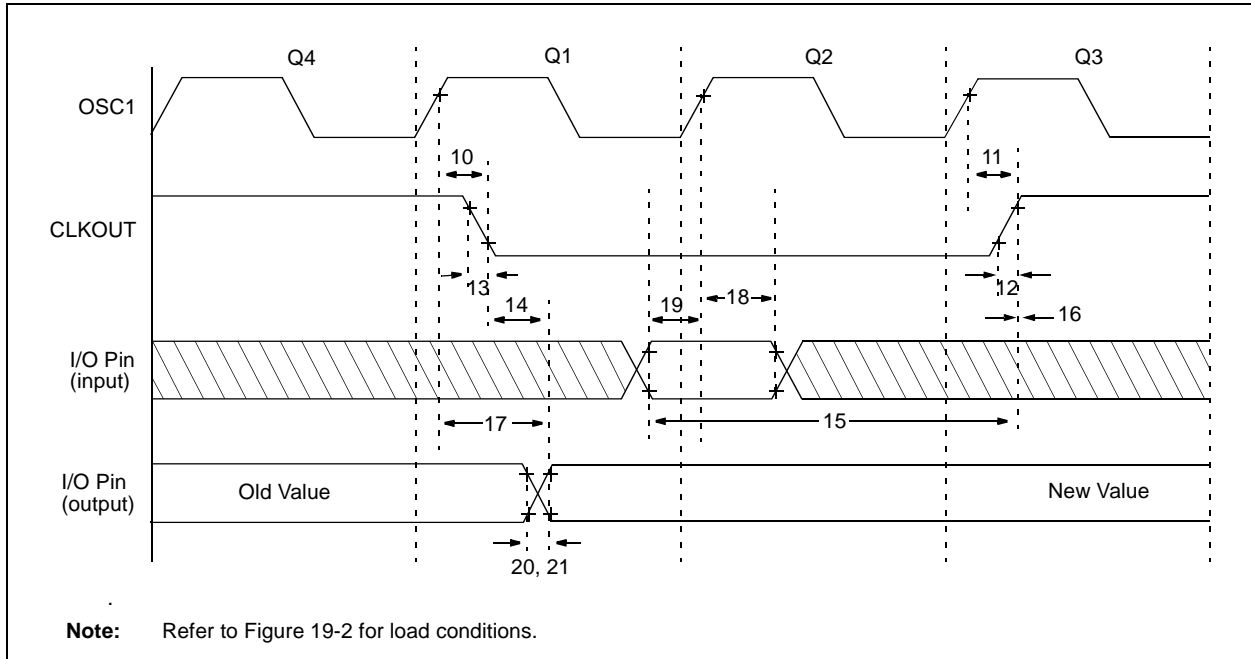 Q4 Q1 Q2 Q3
OSC1
10 11
CLKOUT
13 12
14 19 18 16
I/O Pin
(input)
17 15
I/O Pin
(output)
Old Value New Value
20, 21
.
Note: Refer to Figure 19-2 for load conditions.